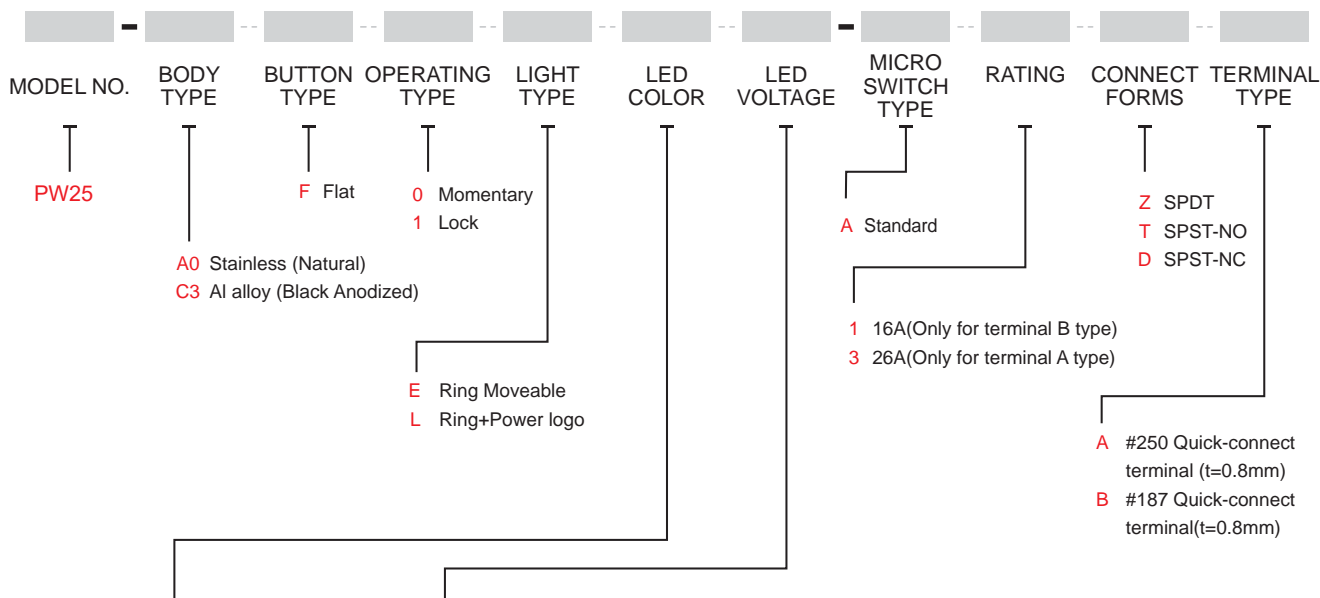 MODEL NO.
BODY
TYPE
BUTTON
TYPE
OPERATING
TYPE
LIGHT
TYPE
LED
COLOR
LED
VOLTAGE
MICRO
SWITCH
TYPE
RATING
CONNECT
FORMS
TERMINAL
TYPE
PW25
A0 Stainless (Natural)
C3 Al alloy (Black Anodized)
F Flat
0 Momentary
1 Lock
E Ring Moveable
L Ring+Power logo
A Standard
1 16A(Only for terminal B type)
3 26A(Only for terminal A type)
Z SPDT
T SPST-NO
D SPST-NC
A #250 Quick-connect
terminal (t=0.8mm)
B #187 Quick-connect
terminal(t=0.8mm)